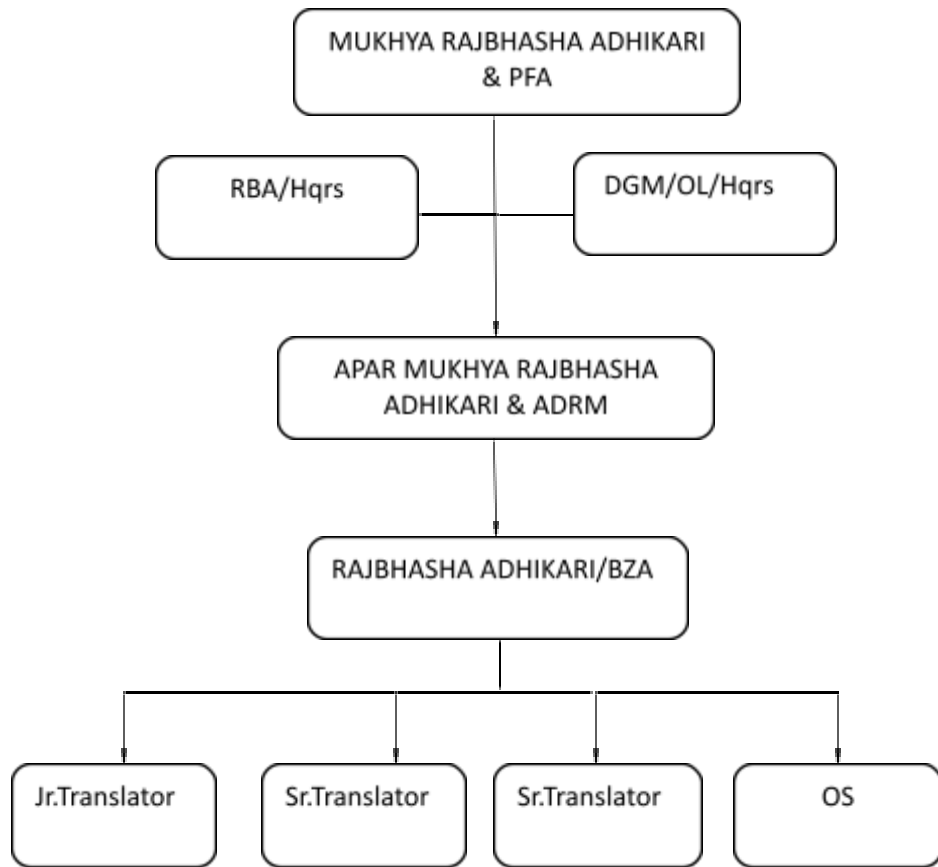 MUKHYA RAJBHASHA ADHIKARI
& PFA
RBA/Hqrs
DGM/OL/Hqrs
APAR MUKHYA RAJBHASHA
ADHIKARI & ADRM
RAJBHASHA ADHIKARI/BZA
Jr.Translator
Sr.Translator
Sr.Translator
OS